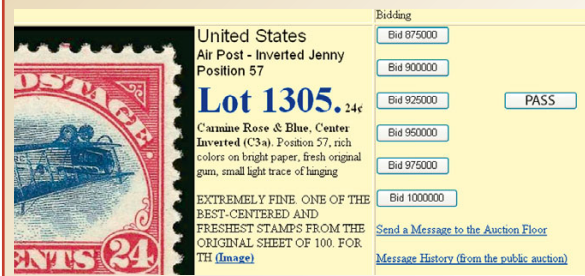 POSTAGE
CENTS 24
United States
Air Post - Inverted Jenny
Position 57
Lot 1305. 24¢
Carmine Rose & Blue, Center
Inverted (C3a). Position 57, rich
colors on bright paper, fresh original
gum, small light trace of hinging
EXTREMELY FINE. ONE OF THE
BEST-CENTERED AND
FRESHEST STAMPS FROM THE
ORIGINAL SHEET OF 100. FOR
TH (Image)
Bidding
Bid 875000
Bid 900000
Bid 925000
PASS
Bid 950000
Bid 975000
Bid 1000000
Send a Message to the Auction Floor
Message History (from the public auction)